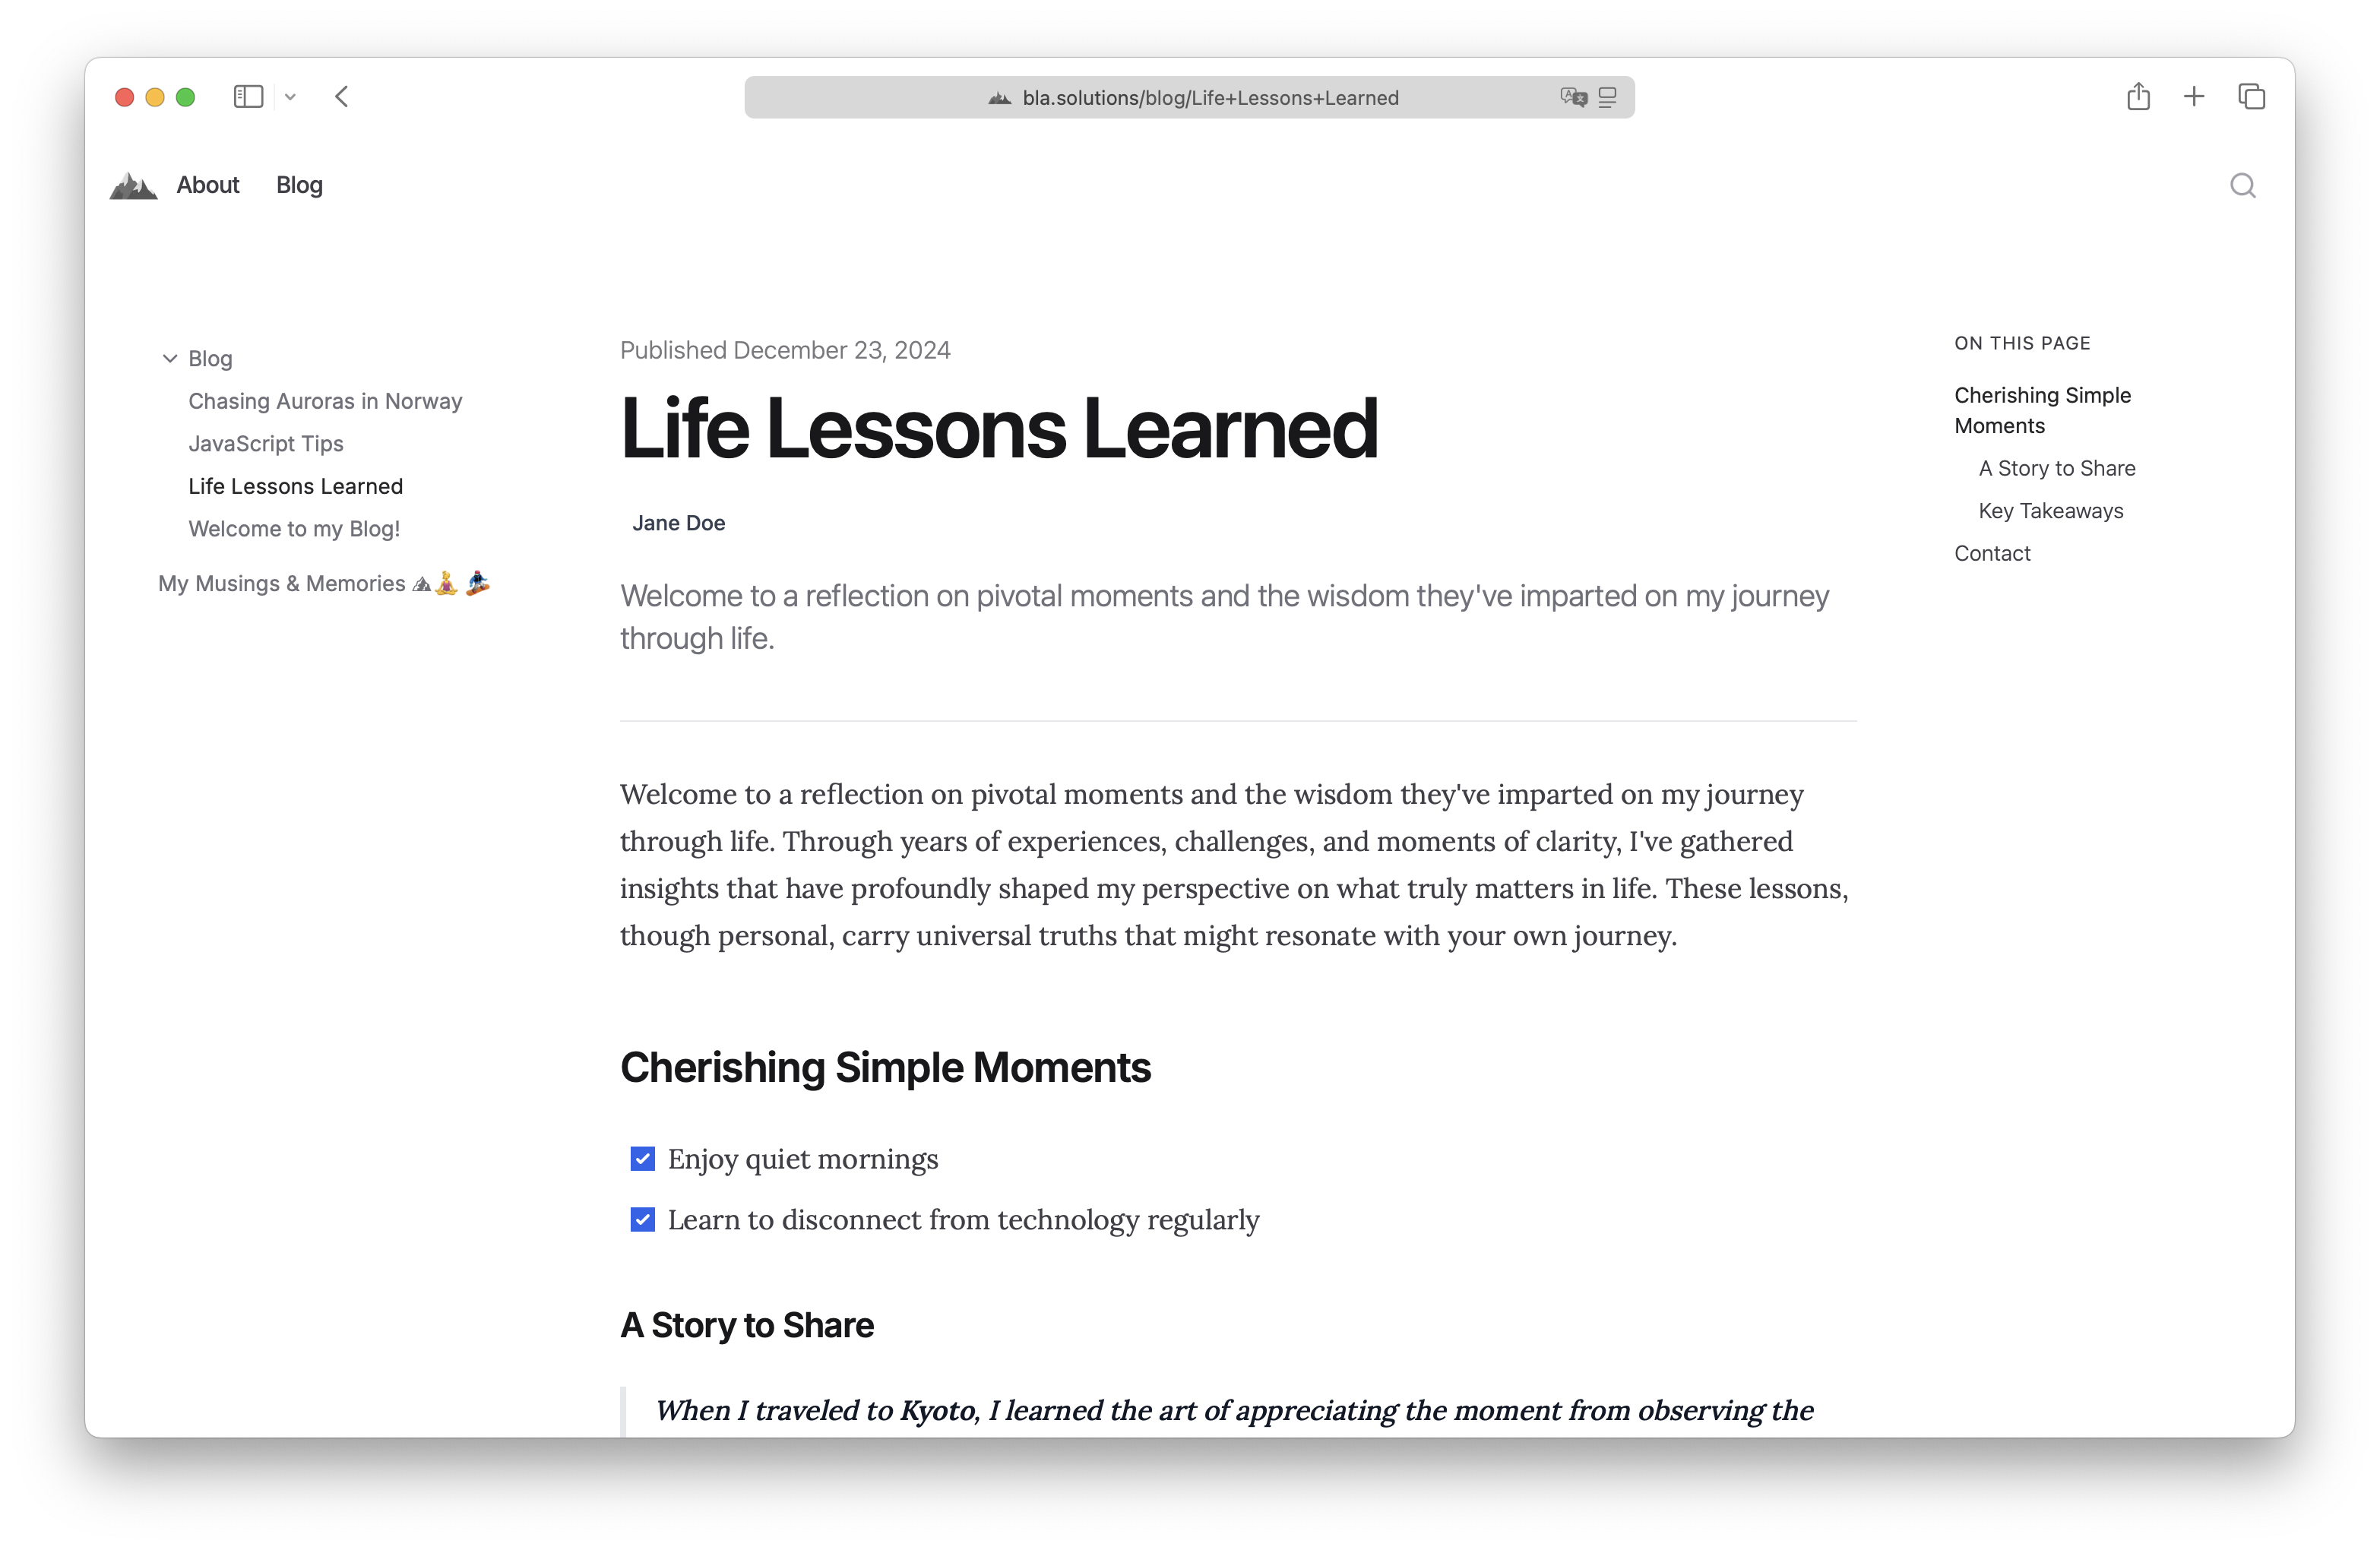 bla.solutions/blog/Life+Lessons+Learned
About
Blog
Blog
Chasing Auroras in Norway
JavaScript Tips
Life Lessons Learned
Welcome to my Blog!
My Musings & Memories 🏔🧘‍♀️ 🏂
Published December 23, 2024
Life Lessons Learned
Jane Doe
Welcome to a reflection on pivotal moments and the wisdom they've imparted on my journey
through life.
Welcome to a reflection on pivotal moments and the wisdom they've imparted on my journey
through life. Through years of experiences, challenges, and moments of clarity, I've gathered
insights that have profoundly shaped my perspective on what truly matters in life. These lessons,
though personal, carry universal truths that might resonate with your own journey.
Cherishing Simple Moments
Enjoy quiet mornings
Learn to disconnect from technology regularly
A Story to Share
When I traveled to Kyoto, I learned the art of appreciating the moment from observing the
ON THIS PAGE
Cherishing Simple
Moments
A Story to Share
Key Takeaways
Contact